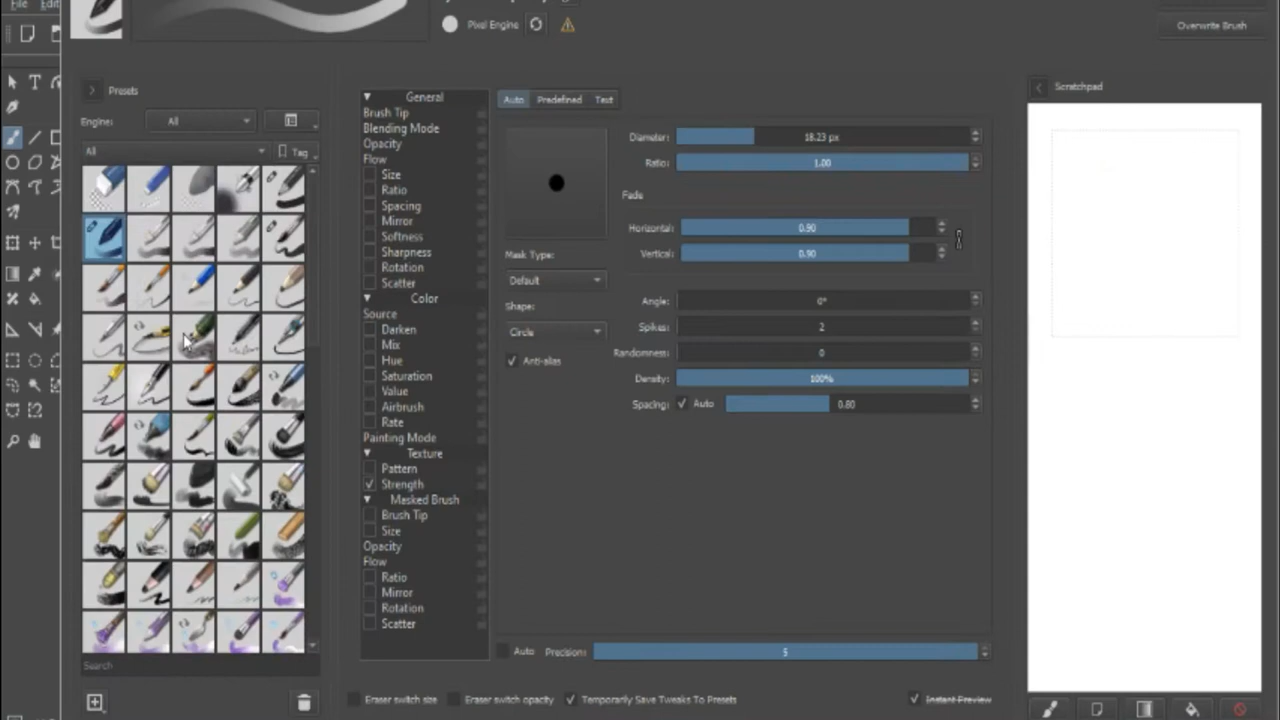 File E
Pixel Engine
Overwrite Brush
Presets
Engine: All
All
Tag
Search
General
Brush Tip
Blending Mode
Opacity
Flow
Size
Ratio
Spacing
Mirror
Softness
Sharpness
Rotation
Scatter
Color
Source
Darken
Mix
Hue
Saturation
Value
Airbrush
Rate
Painting Mode
Texture
Pattern
Strength
Masked Brush
Brush Tip
Size
Opacity
Flow
Ratio
Mirror
Rotation
Scatter
Auto Predefined Text
Diameter: 18.23 px
Ratio: 1.00
Fade
Horizontal: 0.90
Vertical: 0.90
Mask Type:
Default
Shape:
Circle
Anti-alias
Angle: 0°
Spikes: 2
Randomness: 0
Density: 100%
Spacing: Auto 0.80
Auto Precision: 5
Eraser switch size Eraser switch opacity Temporarily Save Tweaks To Presets Instant Preview
Scratchpad